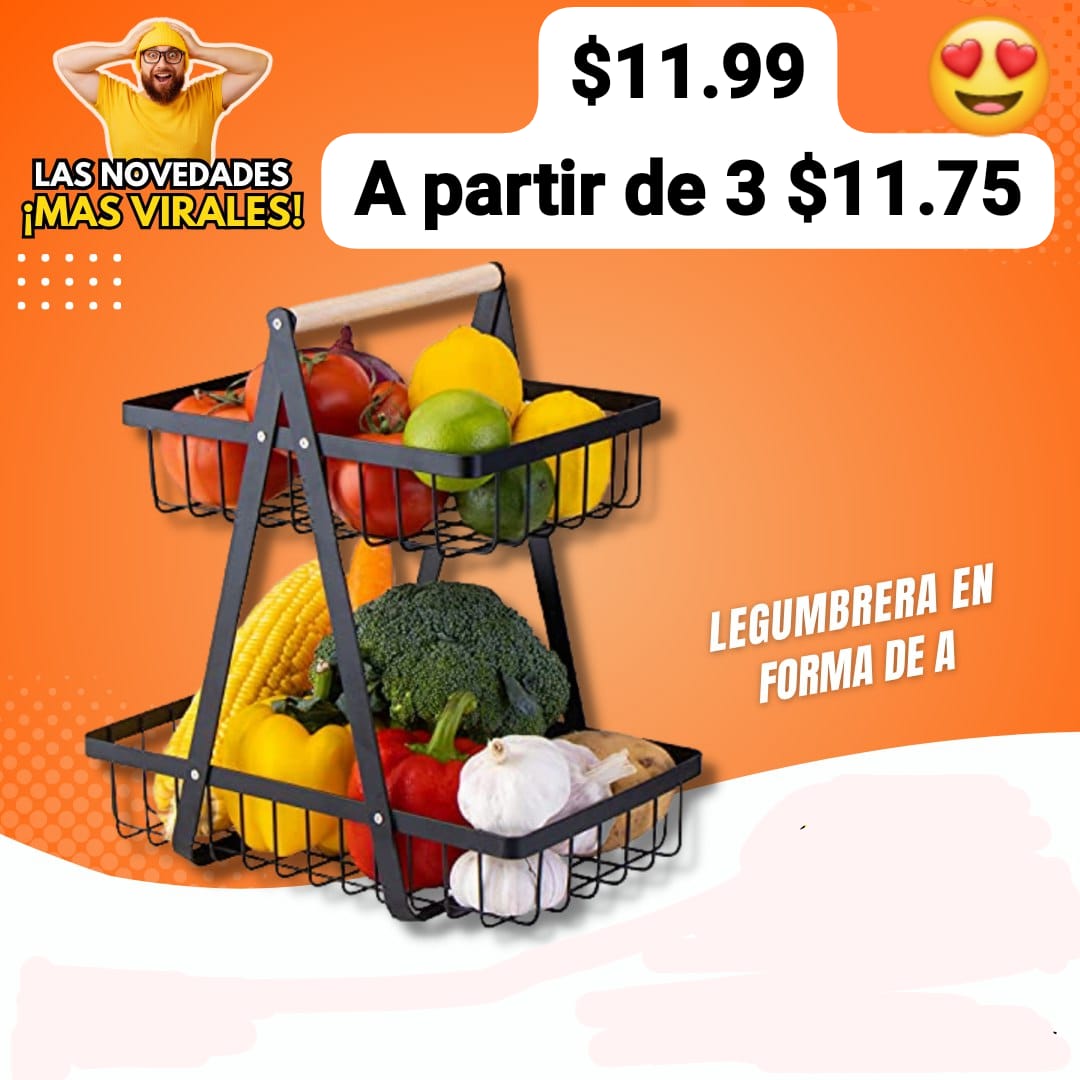 LAS NOVEDADES
¡MAS VIRALES!
$11.99
A partir de 3 $11.75
LEGUMBRERA EN
FORMA DE A